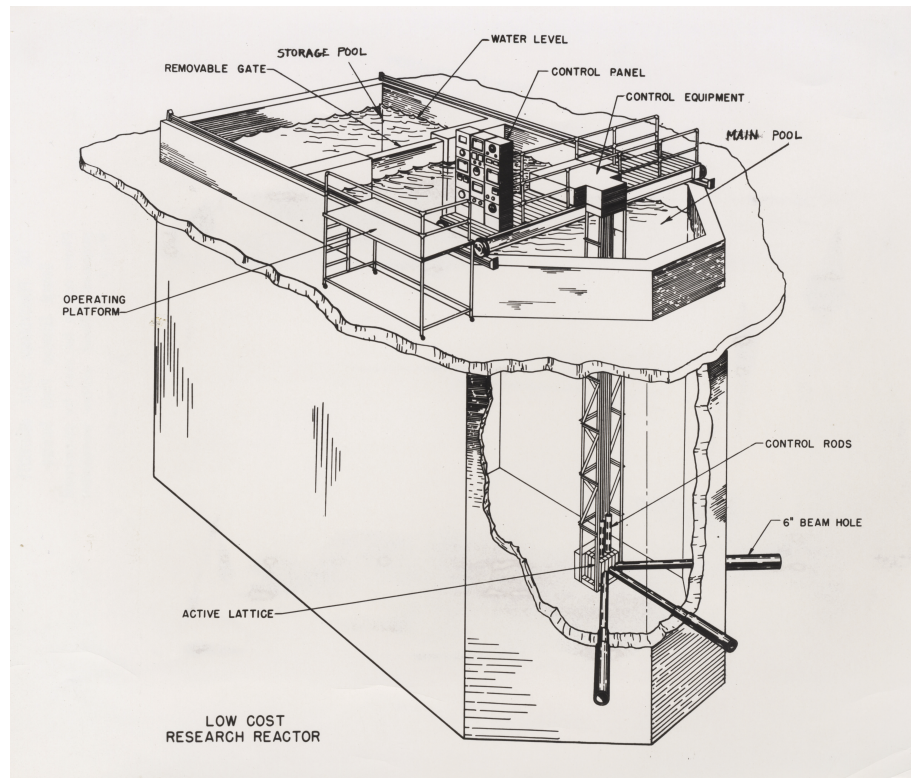 STORAGE POOL
WATER LEVEL
REMOVABLE GATE
CONTROL PANEL
CONTROL EQUIPMENT
MAIN POOL
OPERATING
PLATFORM
CONTROL RODS
6" BEAM HOLE
ACTIVE LATTICE
LOW COST
RESEARCH REACTOR